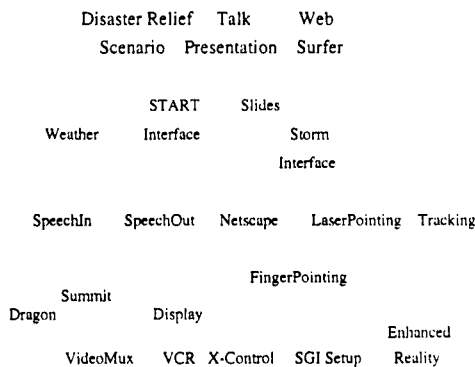 Disaster Relief Talk Web
Scenario Presentation Surfer
START Slides
Weather Interface Storm
Interface
SpeechIn SpeechOut Netscape LaserPointing Tracking
FingerPointing
Summit
Dragon Display
Enhanced
VideoMux VCR X-Control SGI Setup Reality